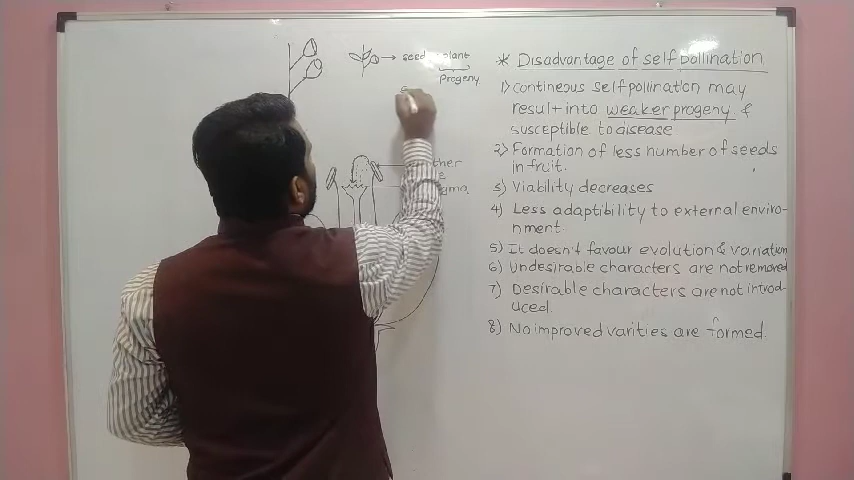 → seed plant
Progeny
* Disadvantage of self pollination
1) Contineous self pollination may
result into weaker progeny &
susceptible to disease
2) Formation of less number of seeds
in fruit.
3) Viability decreases
4) Less adaptibility to external enviro-
nment.
5) It doesn't favour evolution & variation
6) Undesirable characters are not removed
7) Desirable characters are not introd-
uced.
8) No improved varities are formed.